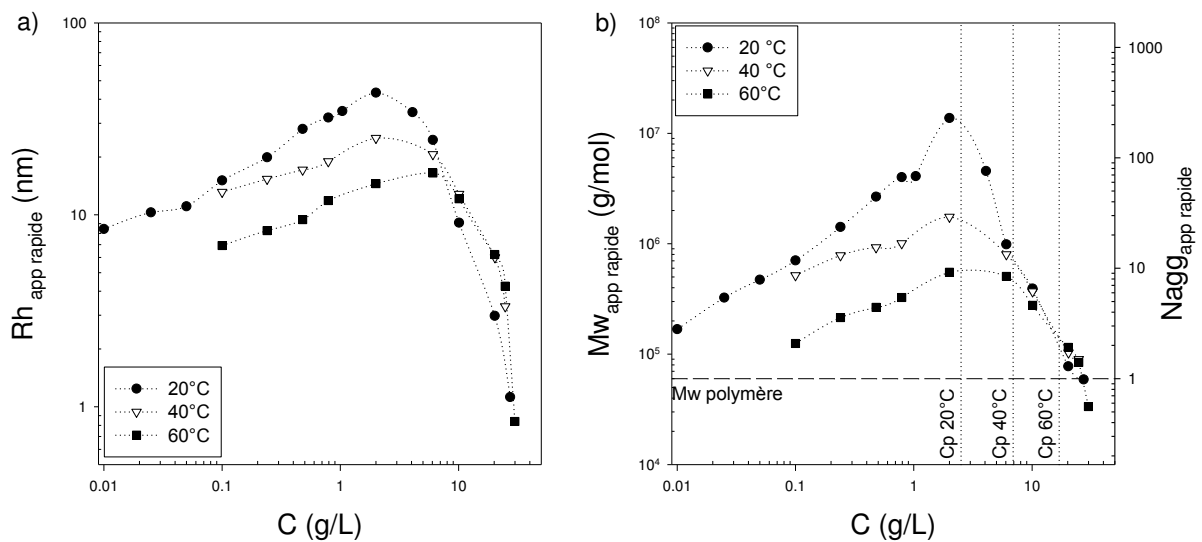 a)
100
10
1
0.01
0.1
1
10
Rh app rapide (nm)
C (g/L)
20°C
40°C
60°C
b)
10⁸
10⁷
10⁶
10⁵
10⁴
0.01
0.1
1
10
Mw app rapide (g/mol)
C (g/L)
20 °C
40 °C
60°C
1000
100
10
1
Nagg app rapide
Mw polymère
Cp 20°C
Cp 40°C
Cp 60°C